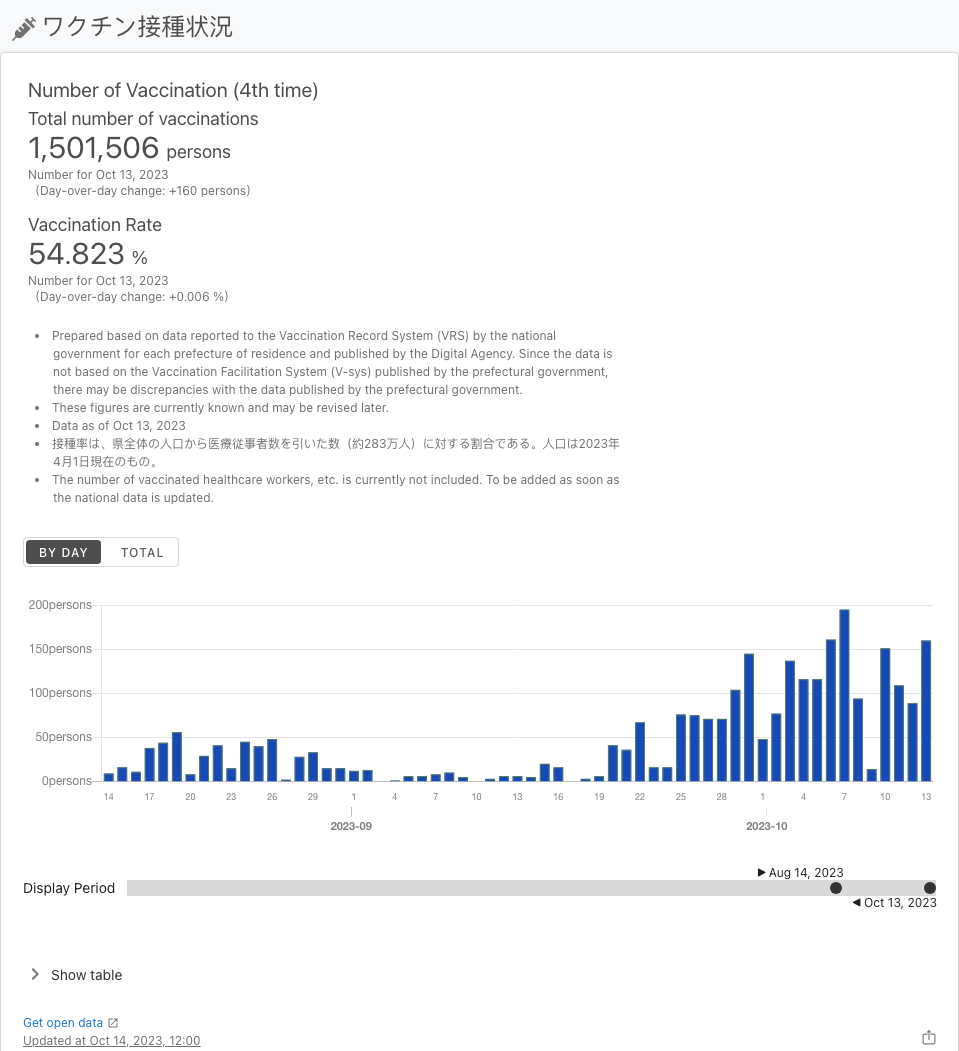 ワクチン接種状況
Number of Vaccination (4th time)
Total number of vaccinations
1,501,506 persons
Number for Oct 13, 2023
(Day-over-day change: +160 persons)
Vaccination Rate
54.823 %
Number for Oct 13, 2023
(Day-over-day change: +0.006 %)
• Prepared based on data reported to the Vaccination Record System (VRS) by the national
government for each prefecture of residence and published by the Digital Agency. Since the data is
not based on the Vaccination Facilitation System (V-sys) published by the prefectural government,
there may be discrepancies with the data published by the prefectural government.
• These figures are currently known and may be revised later.
• Data as of Oct 13, 2023
• 接種率は、県全体の人口から医療従事者数を引いた数（約283万人）に対する割合である。人口は2023年
4月1日現在のもの。
• The number of vaccinated healthcare workers, etc. is currently not included. To be added as soon as
the national data is updated.
BY DAY TOTAL
200persons
150persons
100persons
50persons
0persons
14 17 20 23 26 29 1 4 7 10 13 16 19 22 25 28 1 4 7 10 13
2023-09 2023-10
Aug 14, 2023
Display Period
Oct 13, 2023
Show table
Get open data
Updated at Oct 14, 2023, 12:00